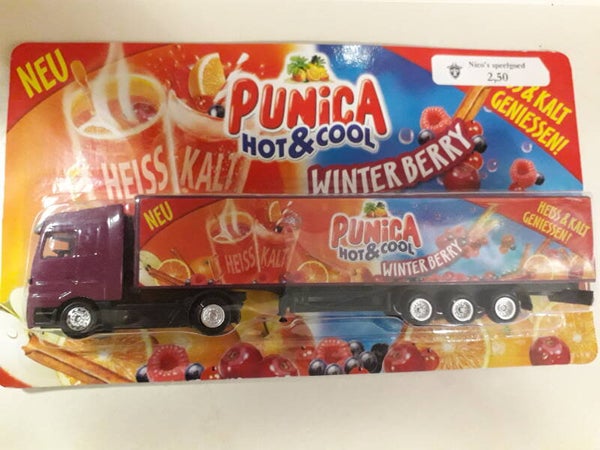 NEU
PUNiCA
HOT & COOL
WINTER BERRY
Nico's speelgoed
2,50
& KALT
GENIESSEN!
HEISS
KALT
NEU
HEISS
KALT
PUNiCA
HOT & COOL
WINTER BERRY
HEISS & KALT
GENIESSEN!